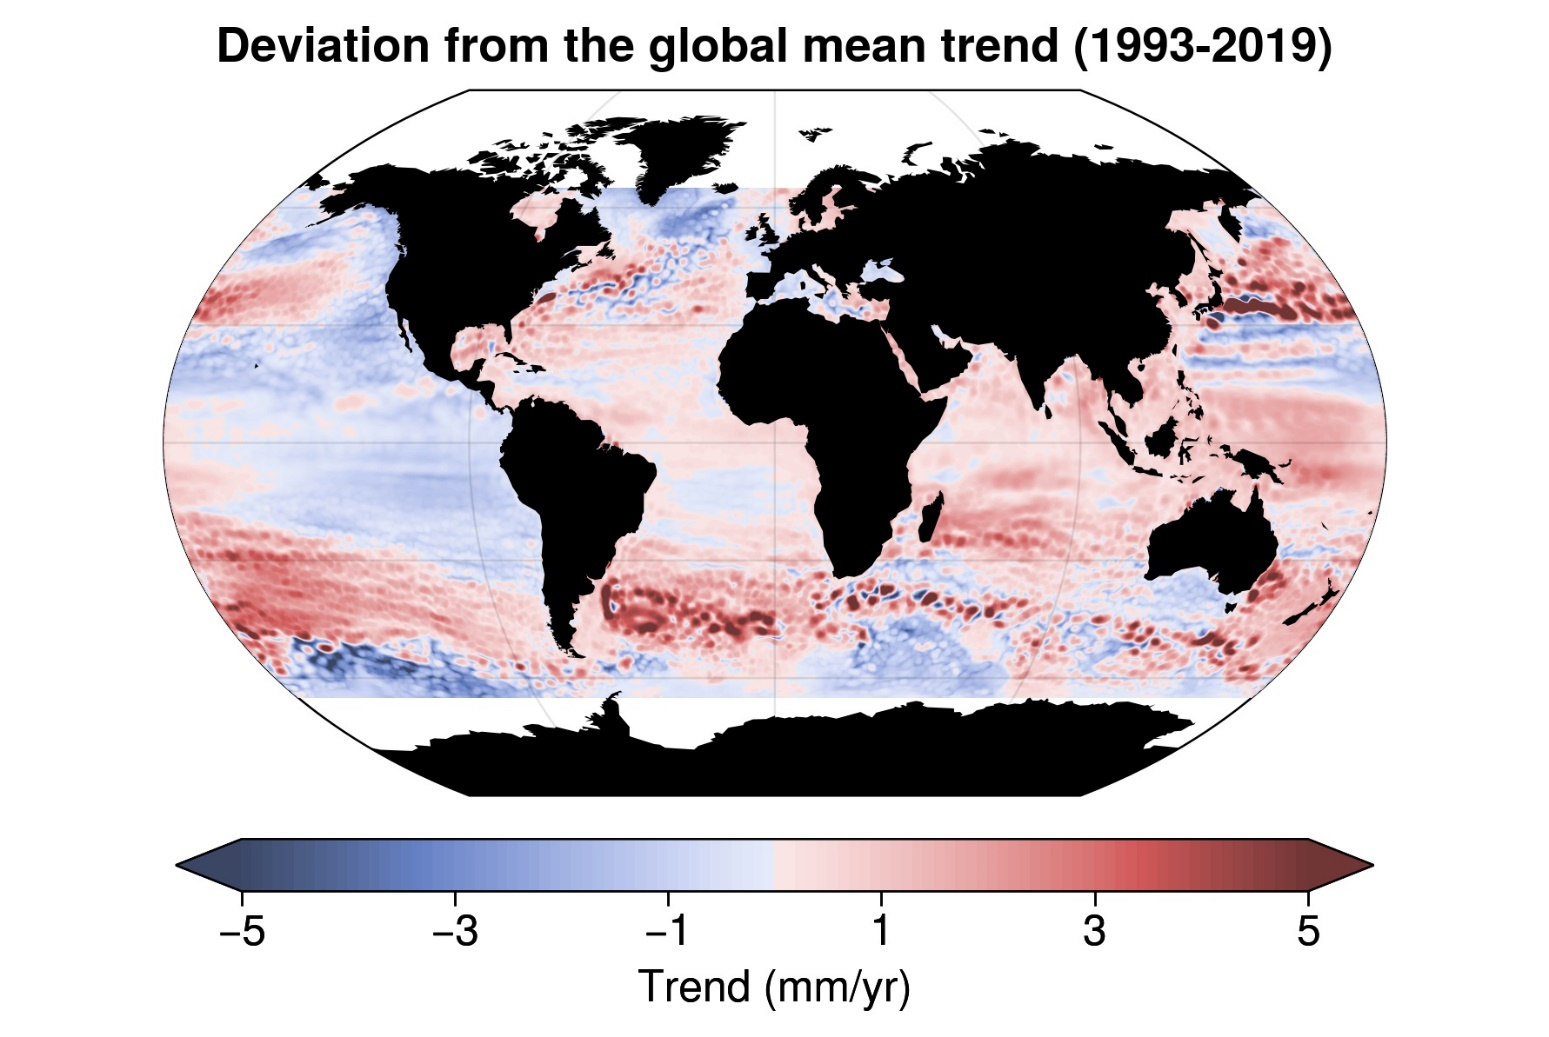 Deviation from the global mean trend (1993-2019)
−5 −3 −1 1 3 5
Trend (mm/yr)